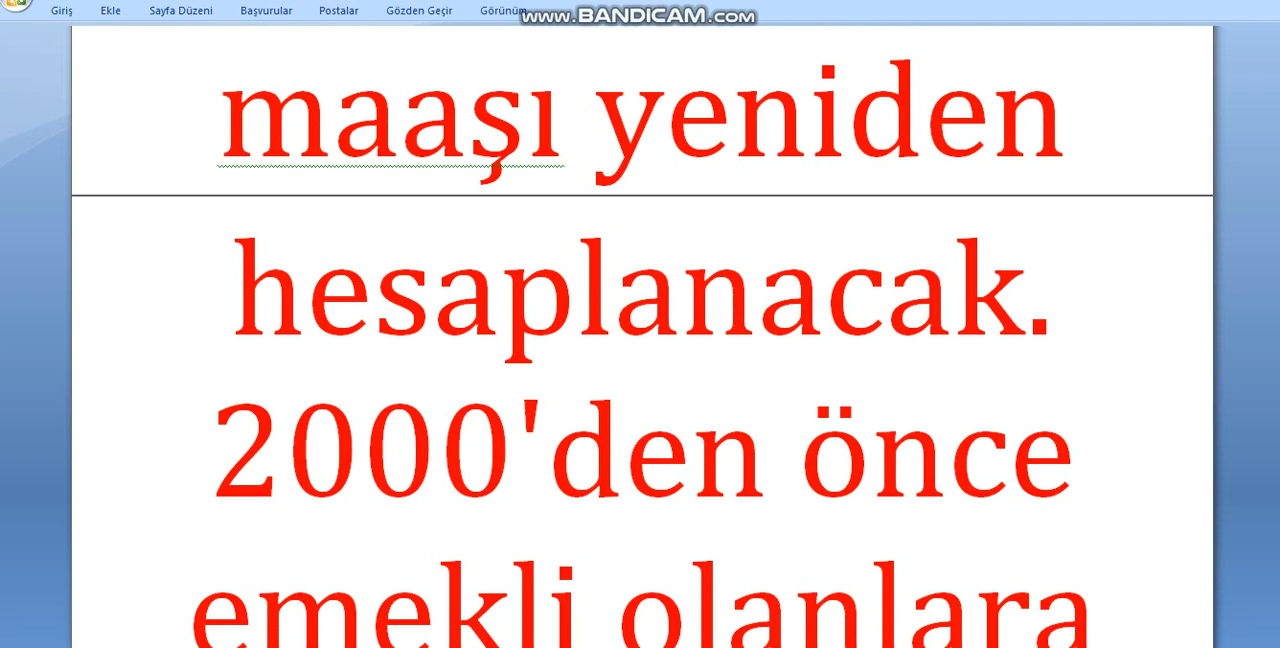 Giriş Ekle Sayfa Düzeni Başvurular Postalar Gözden Geçir Görünüm
www.BANDICAM.com
maaşı yeniden
hesaplanacak.
2000'den önce
emekli olanlara